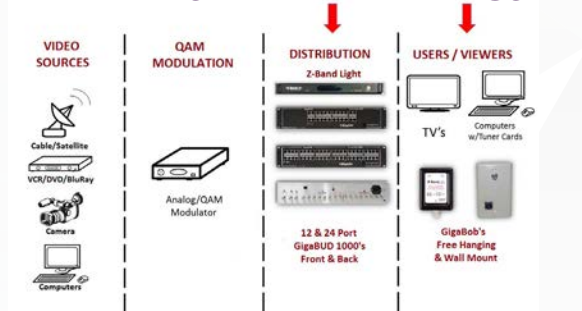 VIDEO
SOURCES
Cable/Satellite
VCR/DVD/BluRay
Camera
Computers
QAM
MODULATION
Analog/QAM
Modulator
DISTRIBUTION
Z-Band Light
12 & 24 Port
GigaBUD 1000's
Front & Back
USERS / VIEWERS
TV's
Computers
w/Tuner Cards
GigaBob's
Free Hanging
& Wall Mount